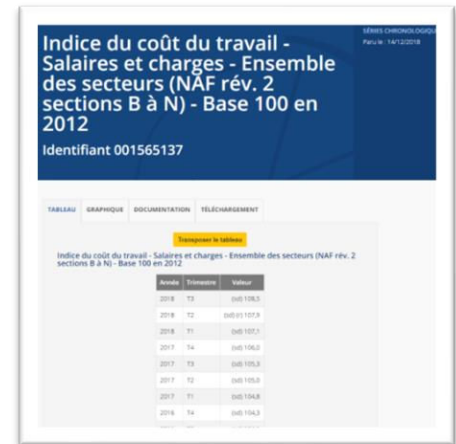 Indice du coût du travail -
Salaires et charges - Ensemble
des secteurs (NAF rév. 2
sections B à N) - Base 100 en
2012
Identifiant 001565137
SÉRIES CHRONOLOGIQU
Paru le : 14/12/2018
TABLEAU GRAPHIQUE DOCUMENTATION TÉLÉCHARGEMENT
Transposer le tableau
Indice du coût du travail - Salaires et charges - Ensemble des secteurs (NAF rév. 2
sections B à N) - Base 100 en 2012
Année Trimestre Valeur
2018 T3 (sd) 108,5
2018 T2 (sd) (r) 107,9
2018 T1 (sd) 107,1
2017 T4 (sd) 106,0
2017 T3 (sd) 105,3
2017 T2 (sd) 105,0
2017 T1 (sd) 104,8
2016 T4 (sd) 104,3